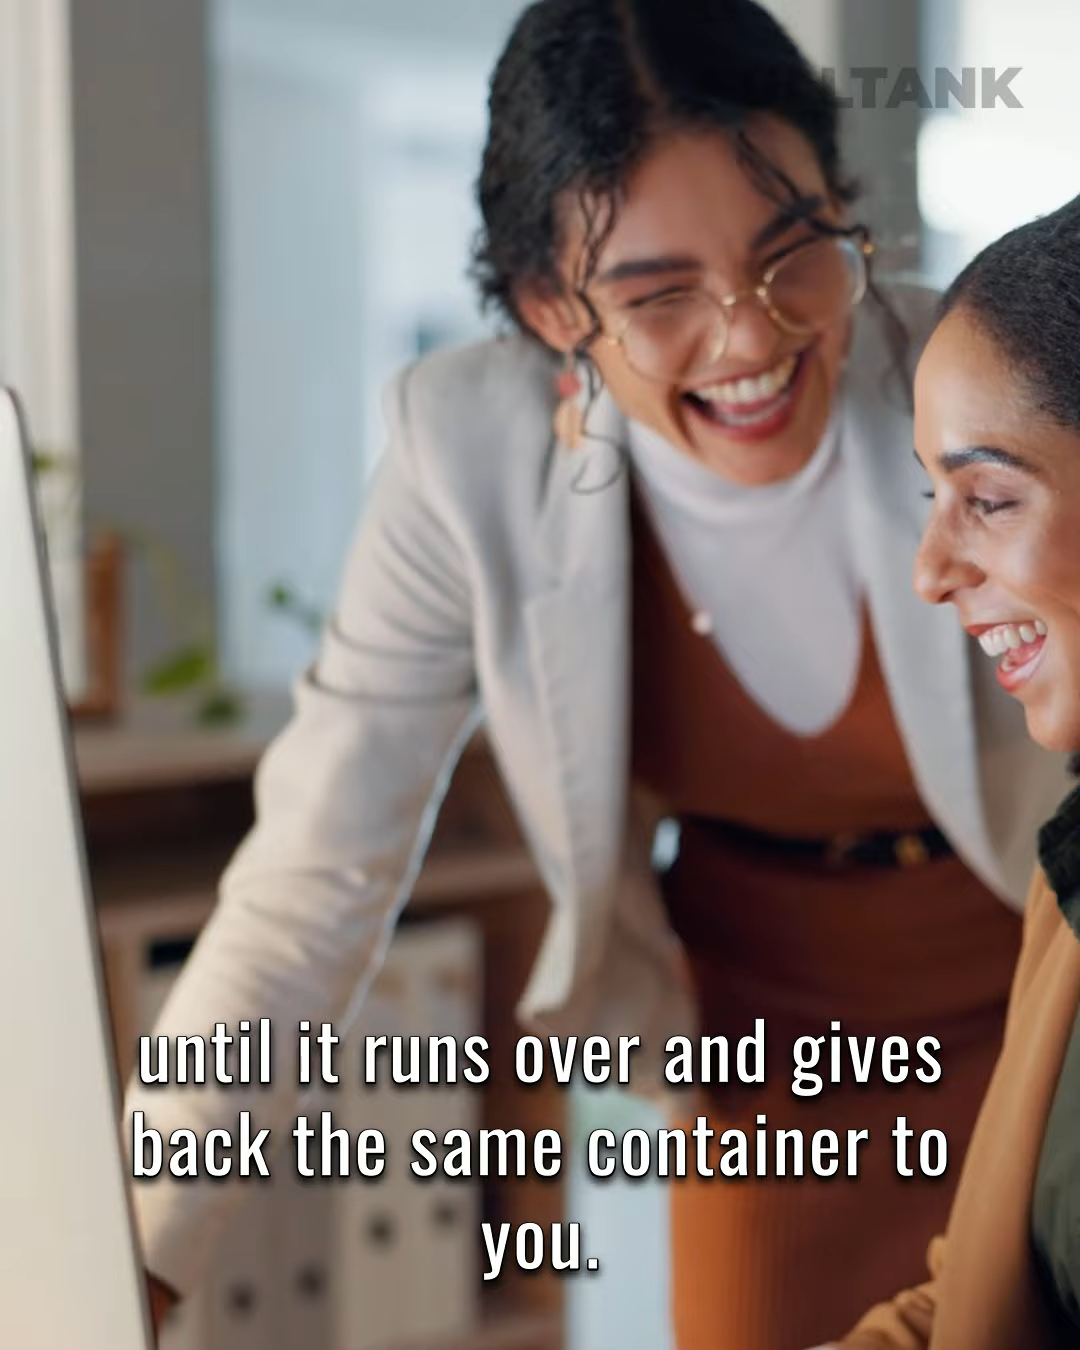 until it runs over and gives
back the same container to
you.